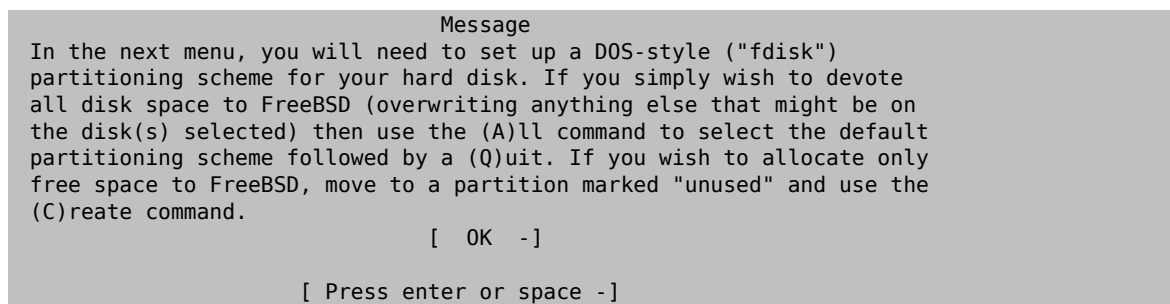 Message
In the next menu, you will need to set up a DOS-style ("fdisk")
partitioning scheme for your hard disk. If you simply wish to devote
all disk space to FreeBSD (overwriting anything else that might be on
the disk(s) selected) then use the (A)ll command to select the default
partitioning scheme followed by a (Q)uit. If you wish to allocate only
free space to FreeBSD, move to a partition marked "unused" and use the
(C)reate command.
[ OK -]
[ Press enter or space -]